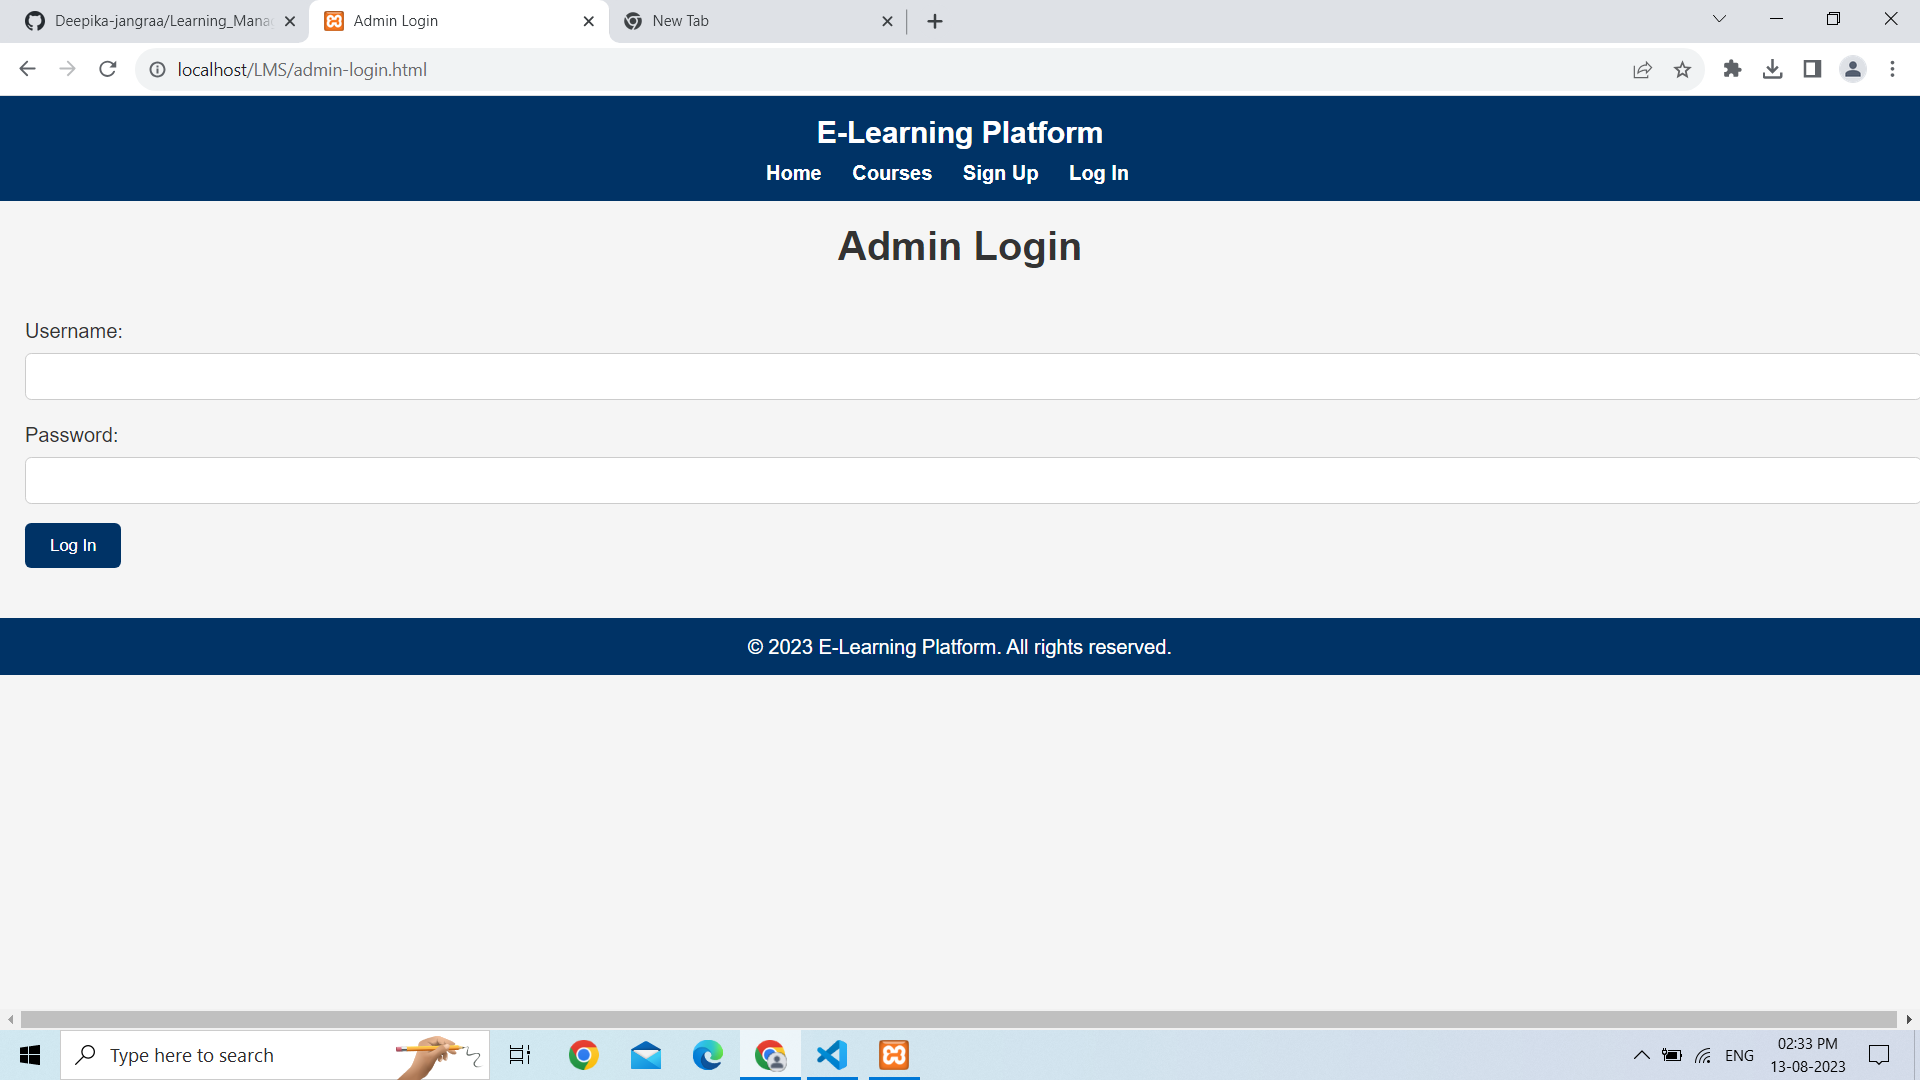 Deepika-jangraa/Learning_Mana
Admin Login
New Tab
localhost/LMS/admin-login.html
E-Learning Platform
Home Courses Sign Up Log In
Admin Login
Username:
Password:
Log In
© 2023 E-Learning Platform. All rights reserved.
Type here to search
ENG
02:33 PM
13-08-2023